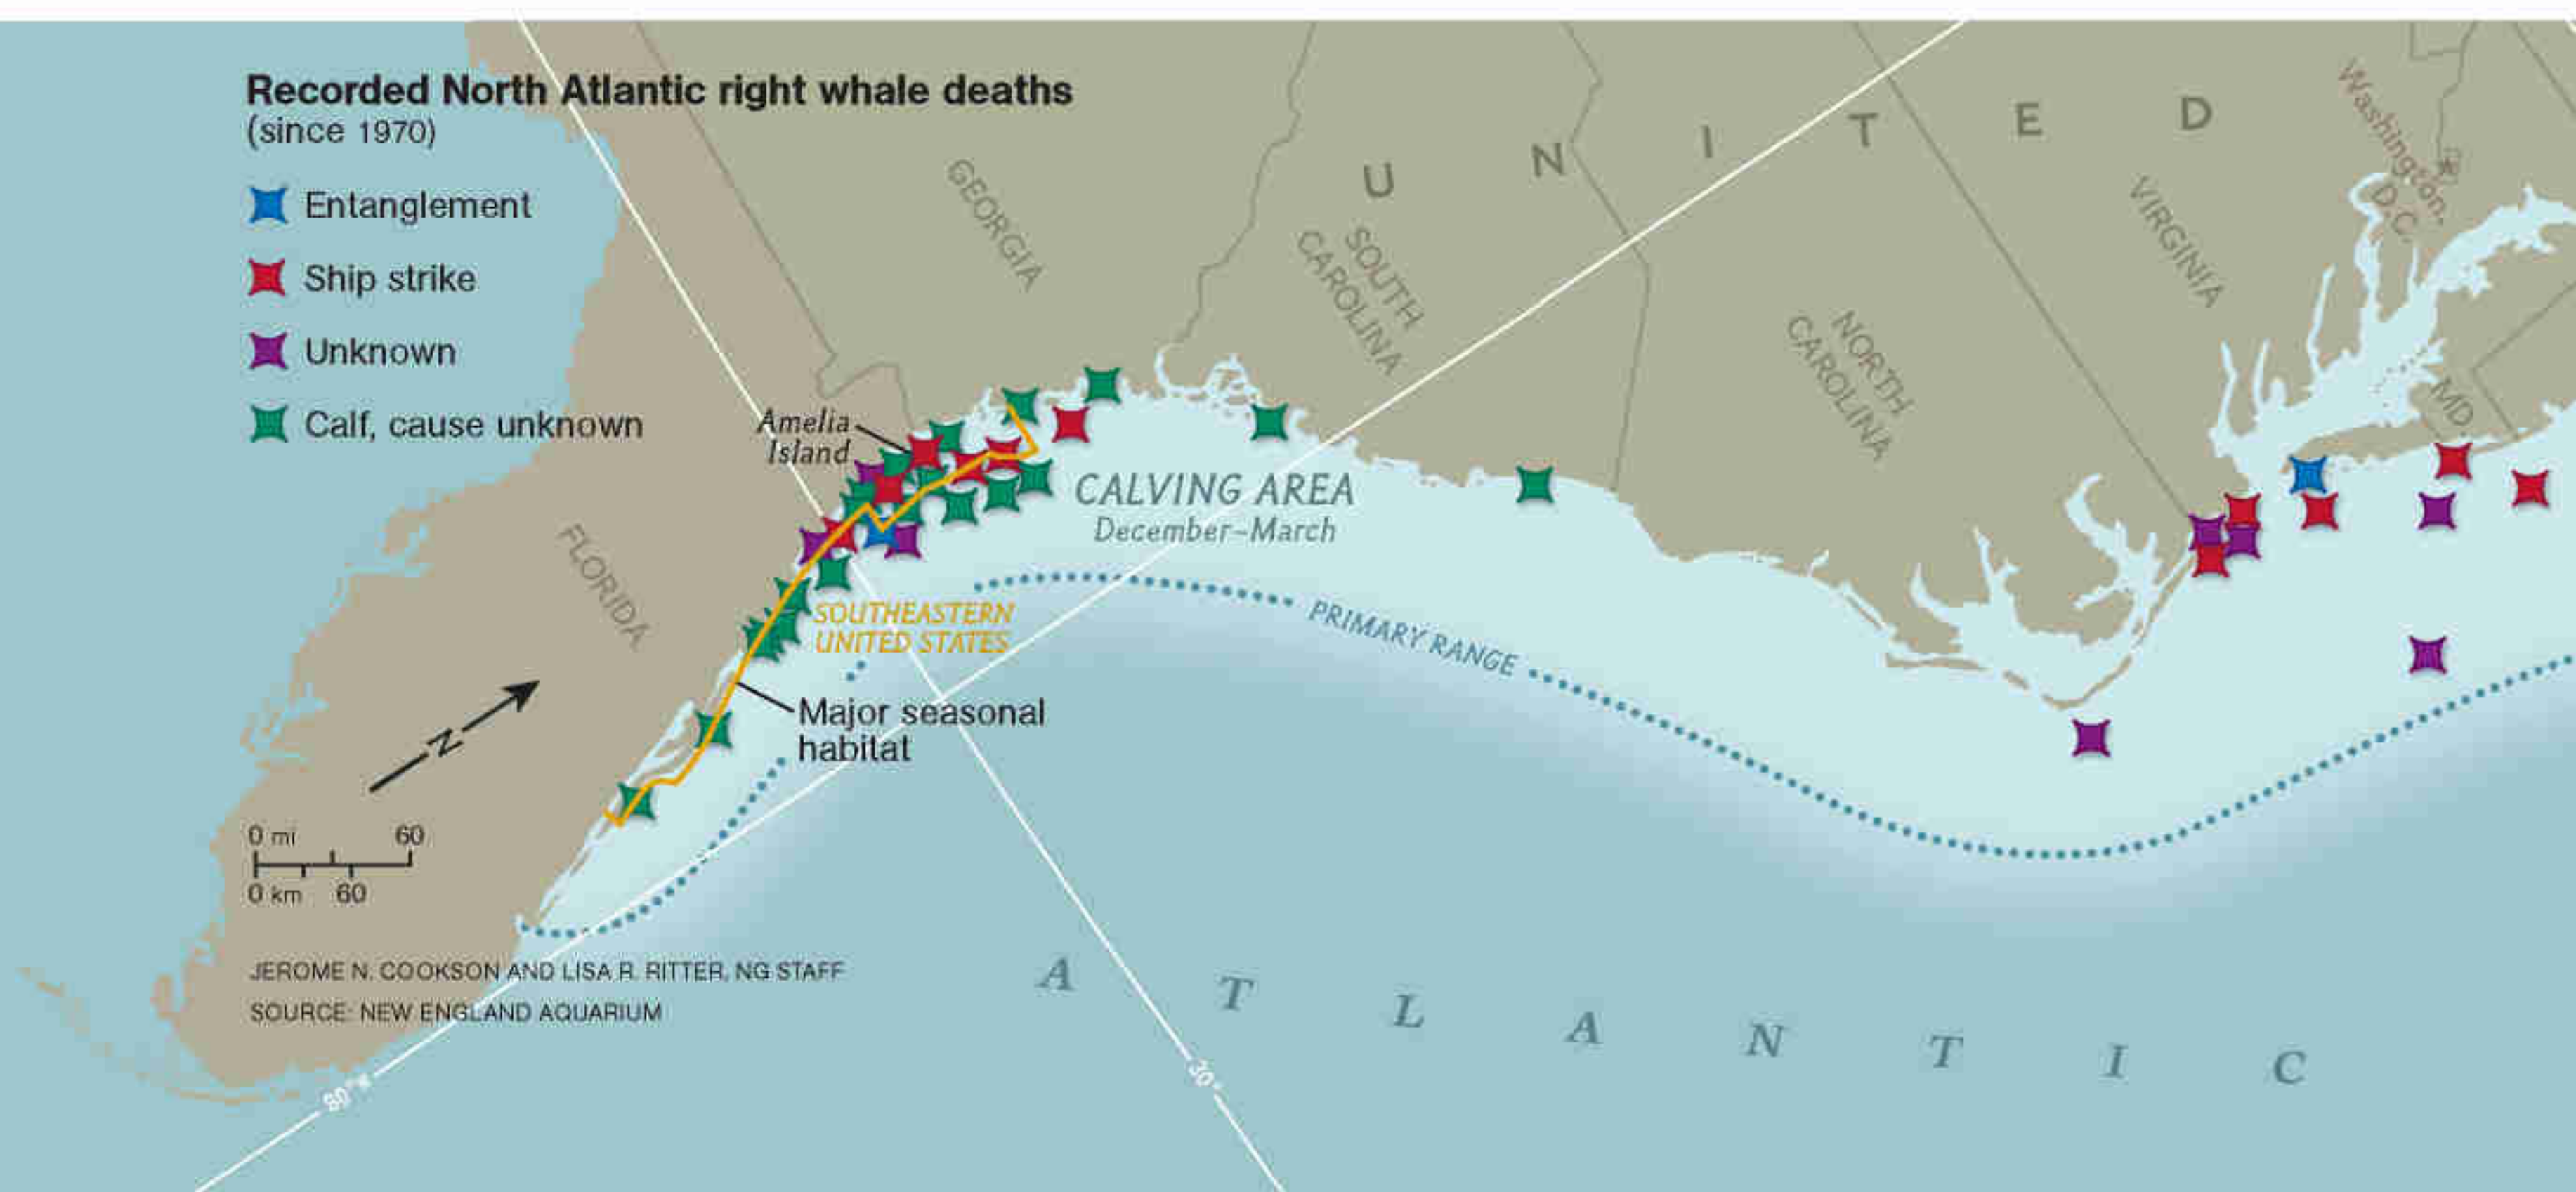 Recorded North Atlantic right whale deaths
(since 1970)
Entanglement
Ship strike
Unknown
Calf, cause unknown
UNITED
GEORGIA
SOUTH
CAROLINA
NORTH
CAROLINA
VIRGINIA
Washington,
D.C.
MD.
Amelia
Island
CALVING AREA
December–March
FLORIDA
SOUTHEASTERN
UNITED STATES
PRIMARY RANGE
Major seasonal
habitat
N
0 mi 60
0 km 60
JEROME N. COOKSON AND LISA R. RITTER, NG STAFF
SOURCE: NEW ENGLAND AQUARIUM
ATLANTIC
80°
30°